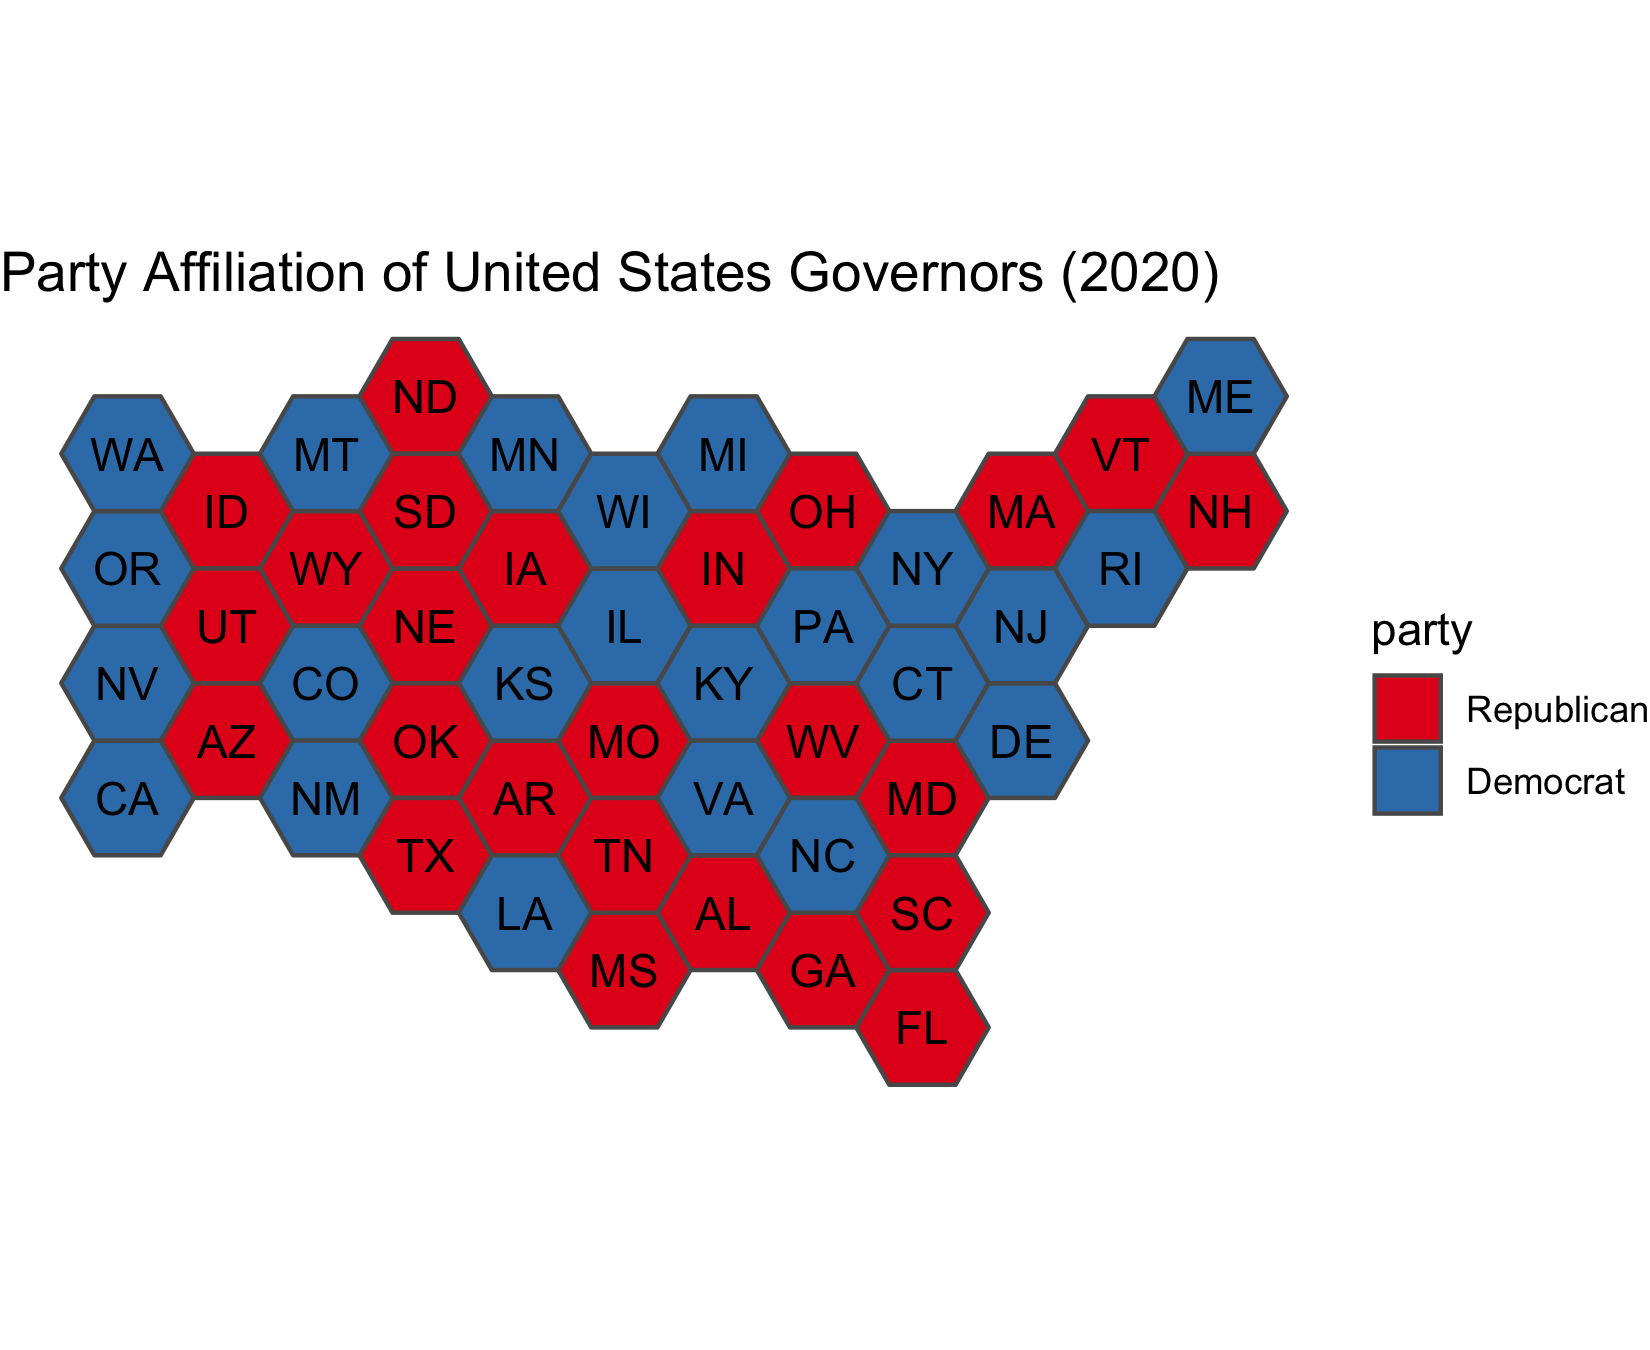 Party Affiliation of United States Governors (2020)
ND
ME
WA
MT
MN
MI
VT
ID
SD
WI
OH
MA
NH
OR
WY
IA
IN
NY
RI
UT
NE
IL
PA
NJ
NV
CO
KS
KY
CT
AZ
OK
MO
WV
DE
CA
NM
AR
VA
MD
TX
TN
NC
LA
AL
SC
MS
GA
FL
party
Republican
Democrat